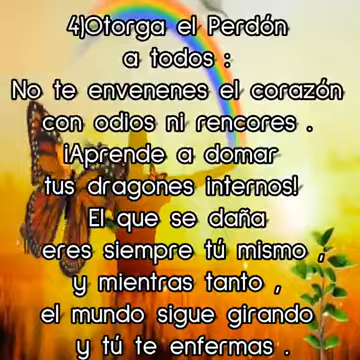 4)Otorga el Perdón
a todos :
No te envenenes el corazón
con odios ni rencores .
¡Aprende a domar
tus dragones internos!
El que se daña
eres siempre tú mismo ,
y mientras tanto ,
el mundo sigue girando
y tú te enfermas .